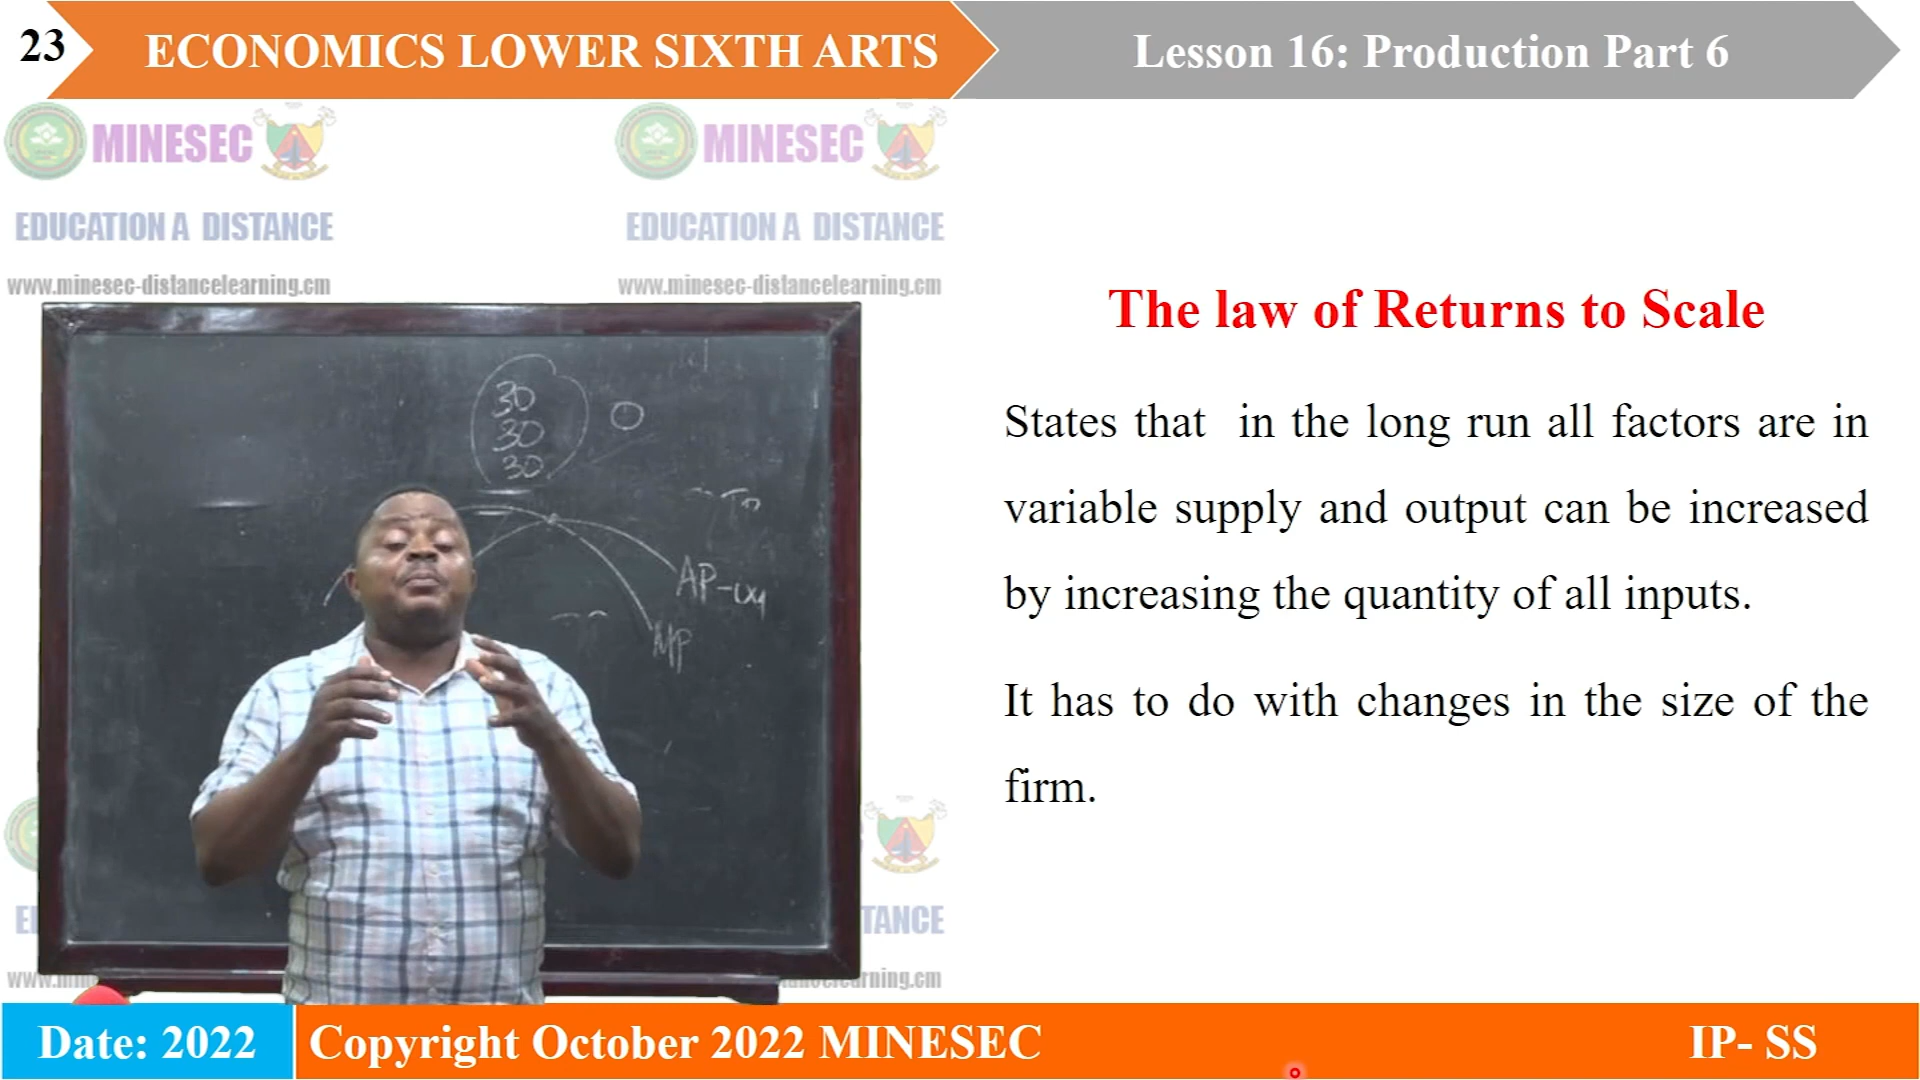 23
ECONOMICS LOWER SIXTH ARTS
Lesson 16: Production Part 6
MINESEC
MINESEC
EDUCATION A DISTANCE
EDUCATION A DISTANCE
www.minesec-distancelearning.cm
www.minesec-distancelearning.cm
30
30
30
O
AP
MP
The law of Returns to Scale
States that in the long run all factors are in
variable supply and output can be increased
by increasing the quantity of all inputs.
It has to do with changes in the size of the
firm.
Date: 2022
Copyright October 2022 MINESEC
IP- SS